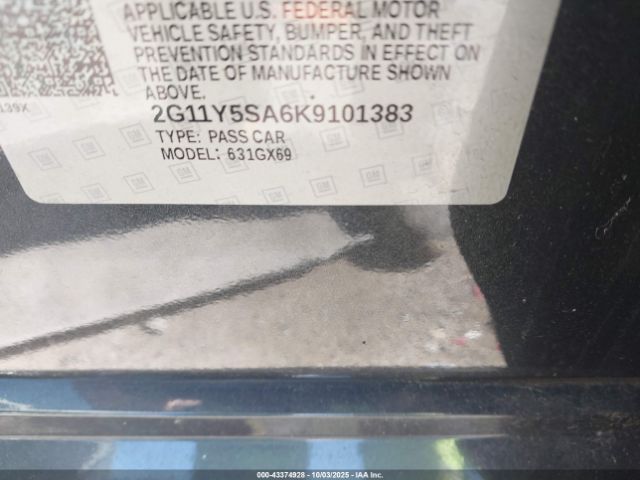 APPLICABLE U.S. FEDERAL MOTOR
VEHICLE SAFETY, BUMPER, AND THEFT
PREVENTION STANDARDS IN EFFECT ON
THE DATE OF MANUFACTURE SHOWN
ABOVE.
139X
2G11Y5SA6K9101383
TYPE: PASS CAR
MODEL: 631GX69
000-43374928 | 10/03/2025 - IAA Inc.